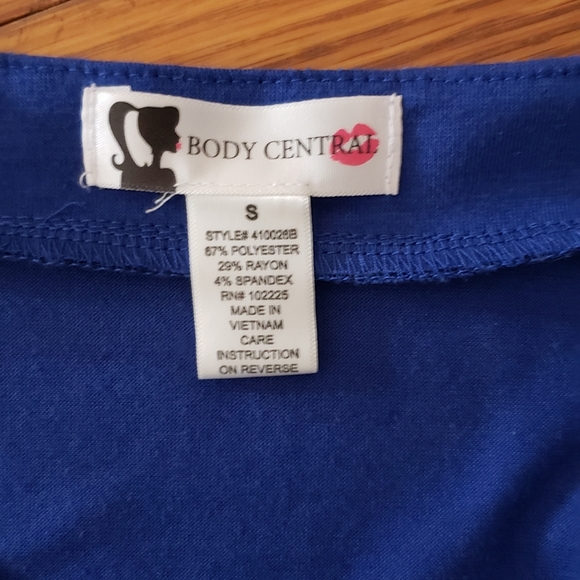 BODY CENTRAL
S
STYLE# 410026B
67% POLYESTER
29% RAYON
4% SPANDEX
RN# 102225
MADE IN
VIETNAM
CARE
INSTRUCTION
ON REVERSE